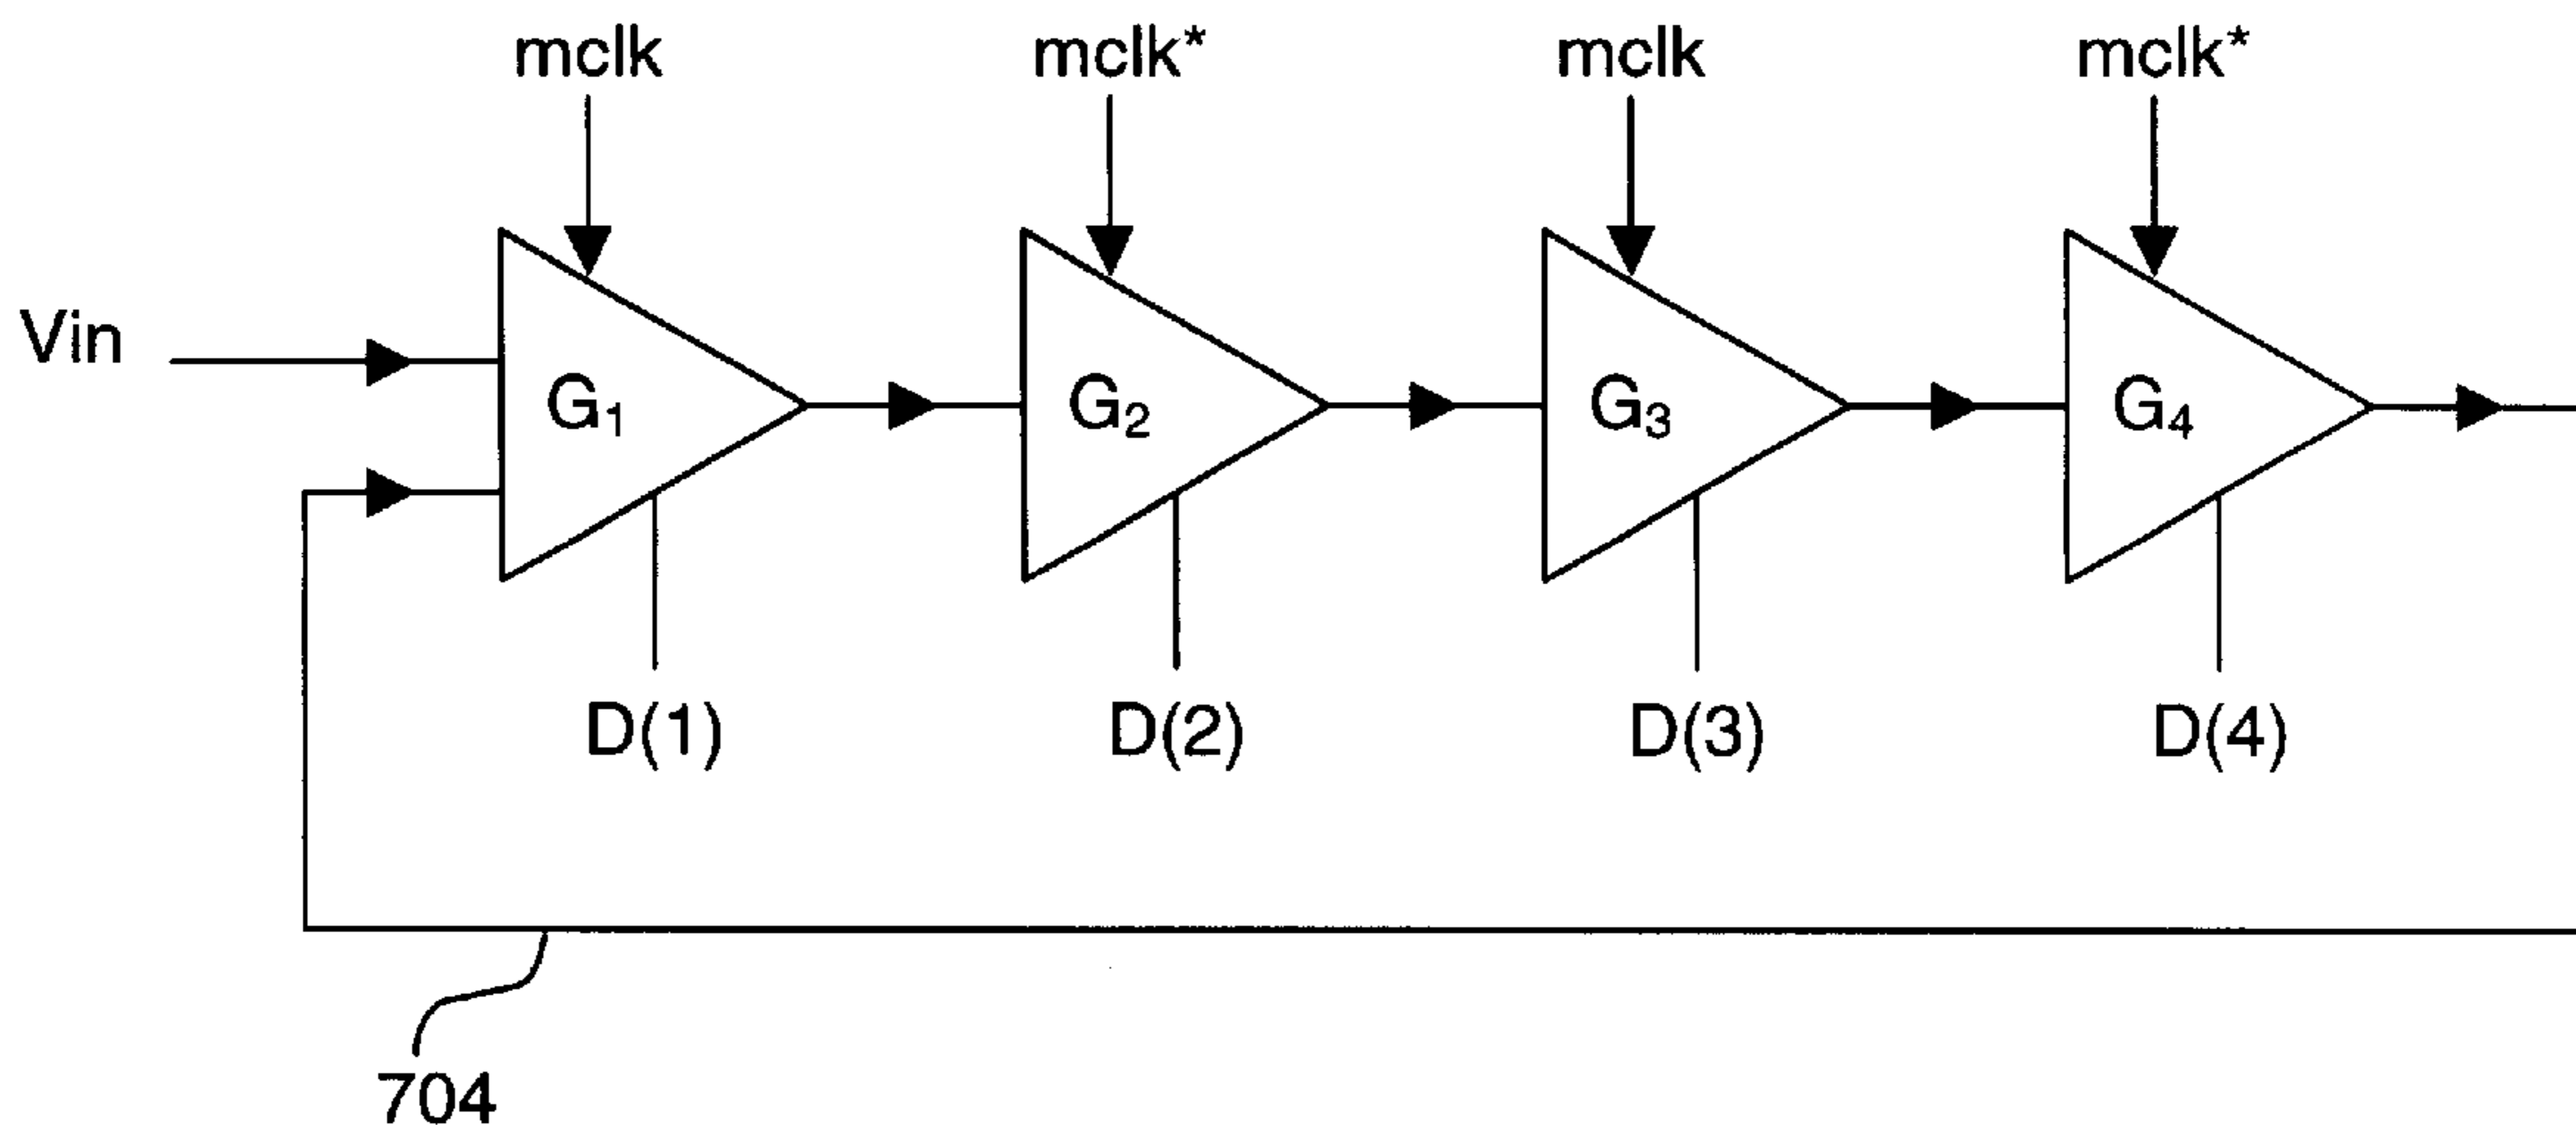 mclk mclk* mclk mclk*
Vin
G1 G2 G3 G4
D(1) D(2) D(3) D(4)
704